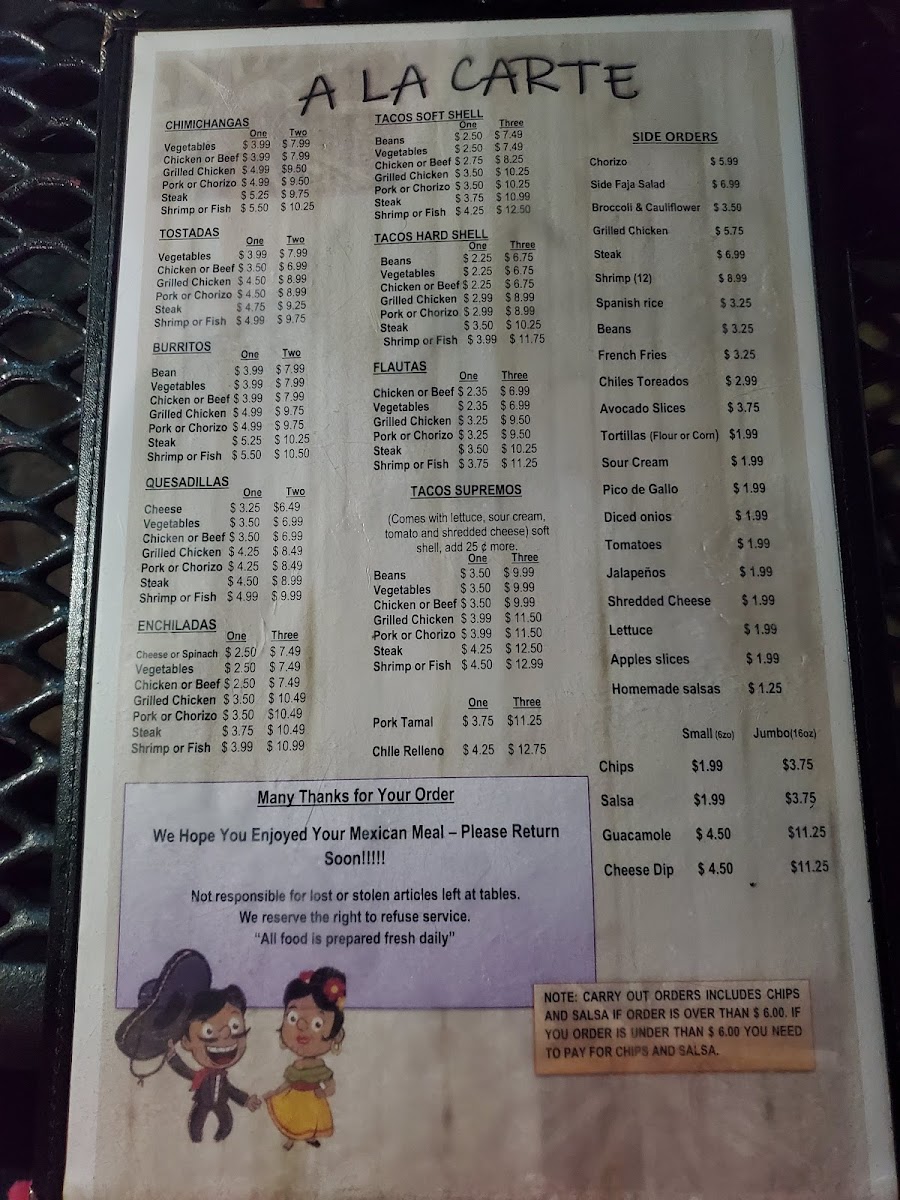 A LA CARTE
CHIMICHANGAS
One Two
Vegetables $ 3.99 $ 7.99
Chicken or Beef $ 3.99 $ 7.99
Grilled Chicken $ 4.99 $9.50
Pork or Chorizo $ 4.99 $ 9.50
Steak $ 5.25 $ 9.75
Shrimp or Fish $ 5.50 $ 10.25
TOSTADAS
One Two
Vegetables $ 3.99 $ 7.99
Chicken or Beef $ 3.50 $ 6.99
Grilled Chicken $ 4.50 $ 8.99
Pork or Chorizo $ 4.50 $ 8.99
Steak $ 4.75 $ 9.25
Shrimp or Fish $ 4.99 $ 9.75
BURRITOS
One Two
Bean $ 3.99 $ 7.99
Vegetables $ 3.99 $ 7.99
Chicken or Beef $ 3.99 $ 7.99
Grilled Chicken $ 4.99 $ 9.75
Pork or Chorizo $ 4.99 $ 9.75
Steak $ 5.25 $ 10.25
Shrimp or Fish $ 5.50 $ 10.50
QUESADILLAS
One Two
Cheese $ 3.25 $6.49
Vegetables $ 3.50 $ 6.99
Chicken or Beef $ 3.50 $ 6.99
Grilled Chicken $ 4.25 $ 8.49
Pork or Chorizo $ 4.25 $ 8.49
Steak $ 4.50 $ 8.99
Shrimp or Fish $ 4.99 $ 9.99
ENCHILADAS
One Three
Cheese or Spinach $ 2.50 $ 7.49
Vegetables $ 2.50 $ 7.49
Chicken or Beef $ 2.50 $ 7.49
Grilled Chicken $ 3.50 $ 10.49
Pork or Chorizo $ 3.50 $10.49
Steak $ 3.75 $ 10.49
Shrimp or Fish $ 3.99 $ 10.99
TACOS SOFT SHELL
One Three
Beans $ 2.50 $ 7.49
Vegetables $ 2.50 $ 7.49
Chicken or Beef $ 2.75 $ 8.25
Grilled Chicken $ 3.50 $ 10.25
Pork or Chorizo $ 3.50 $ 10.25
Steak $ 3.75 $ 10.99
Shrimp or Fish $ 4.25 $ 12.50
TACOS HARD SHELL
One Three
Beans $ 2.25 $ 6.75
Vegetables $ 2.25 $ 6.75
Chicken or Beef $ 2.25 $ 6.75
Grilled Chicken $ 2.99 $ 8.99
Pork or Chorizo $ 2.99 $ 8.99
Steak $ 3.50 $ 10.25
Shrimp or Fish $ 3.99 $ 11.75
FLAUTAS
One Three
Chicken or Beef $ 2.35 $ 6.99
Vegetables $ 2.35 $ 6.99
Grilled Chicken $ 3.25 $ 9.50
Pork or Chorizo $ 3.25 $ 9.50
Steak $ 3.50 $ 10.25
Shrimp or Fish $ 3.75 $ 11.25
TACOS SUPREMOS
(Comes with lettuce, sour cream,
tomato and shredded cheese) soft
shell, add 25 ¢ more.
One Three
Beans $ 3.50 $ 9.99
Vegetables $ 3.50 $ 9.99
Chicken or Beef $ 3.50 $ 9.99
Grilled Chicken $ 3.99 $ 11.50
Pork or Chorizo $ 3.99 $ 11.50
Steak $ 4.25 $ 12.50
Shrimp or Fish $ 4.50 $ 12.99
One Three
Pork Tamal $ 3.75 $11.25
Chile Relleno $ 4.25 $ 12.75
SIDE ORDERS
Chorizo $ 5.99
Side Faja Salad $ 6.99
Broccoli & Cauliflower $ 3.50
Grilled Chicken $ 5.75
Steak $ 6.99
Shrimp (12) $ 8.99
Spanish rice $ 3.25
Beans $ 3.25
French Fries $ 3.25
Chiles Toreados $ 2.99
Avocado Slices $ 3.75
Tortillas (Flour or Corn) $1.99
Sour Cream $ 1.99
Pico de Gallo $ 1.99
Diced onios $ 1.99
Tomatoes $ 1.99
Jalapeños $ 1.99
Shredded Cheese $ 1.99
Lettuce $ 1.99
Apples slices $ 1.99
Homemade salsas $ 1.25
Small (6zo) Jumbo(16oz)
Chips $1.99 $3.75
Salsa $1.99 $3.75
Guacamole $ 4.50 $11.25
Cheese Dip $ 4.50 $11.25
Many Thanks for Your Order
We Hope You Enjoyed Your Mexican Meal – Please Return
Soon!!!!!
Not responsible for lost or stolen articles left at tables.
We reserve the right to refuse service.
“All food is prepared fresh daily”
NOTE: CARRY OUT ORDERS INCLUDES CHIPS
AND SALSA IF ORDER IS OVER THAN $ 6.00. IF
YOU ORDER IS UNDER THAN $ 6.00 YOU NEED
TO PAY FOR CHIPS AND SALSA.